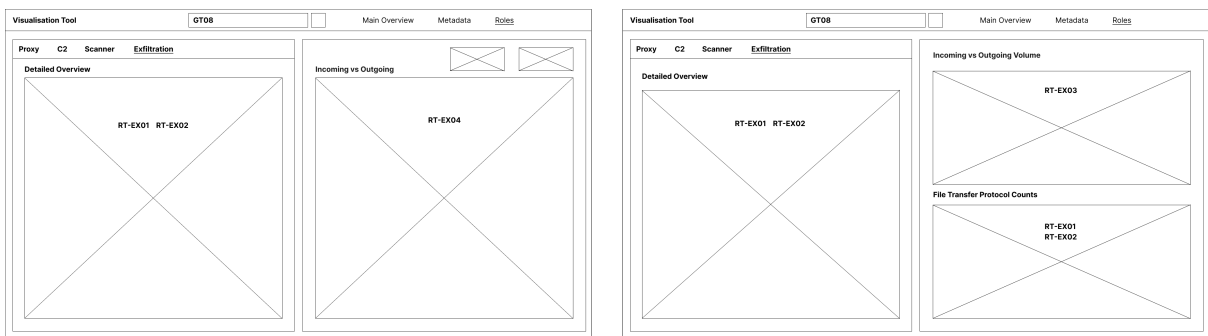 Visualisation Tool GT08 Main Overview Metadata Roles
Proxy C2 Scanner Exfiltration
Detailed Overview
RT-EX01 RT-EX02
Incoming vs Outgoing
RT-EX04
Visualisation Tool GT08 Main Overview Metadata Roles
Proxy C2 Scanner Exfiltration
Detailed Overview
RT-EX01 RT-EX02
Incoming vs Outgoing Volume
RT-EX03
File Transfer Protocol Counts
RT-EX01
RT-EX02